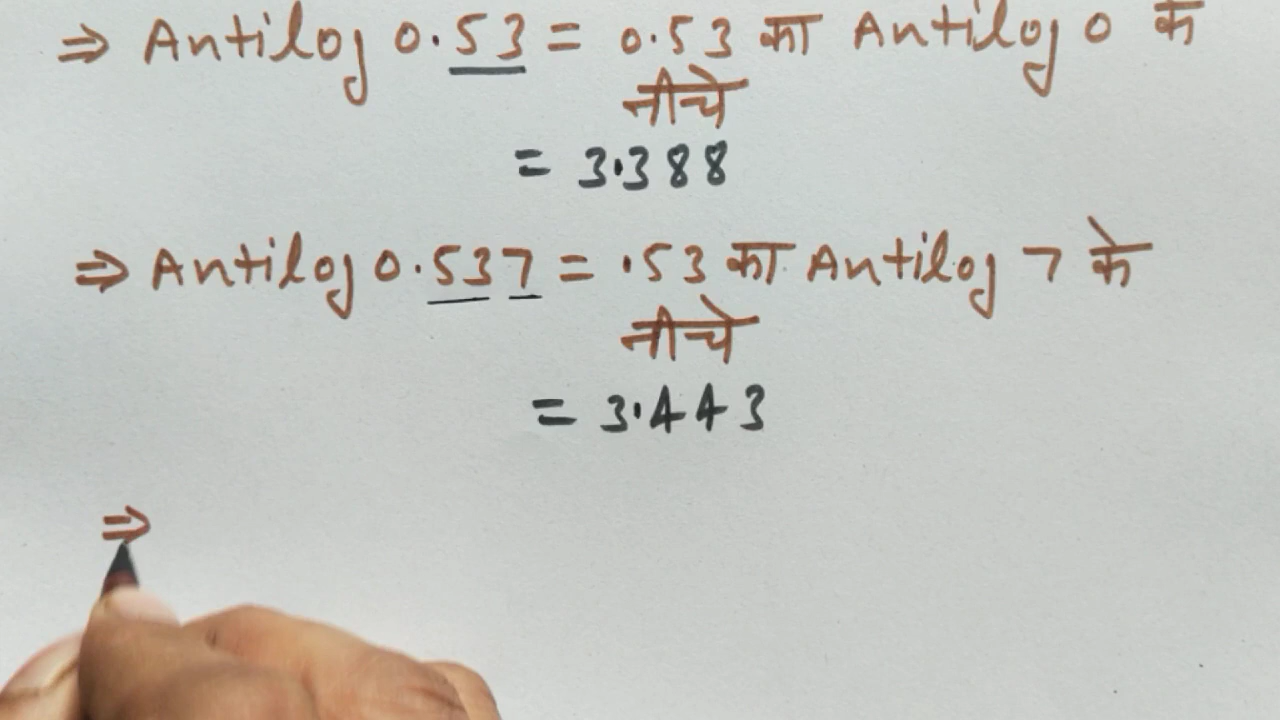 ⇒ Antilog 0.53 = 0.53 का Antilog 0 के
नीचे
= 3.388
⇒ Antilog 0.537 = .53 का Antilog 7 के
नीचे
= 3.443
⇒